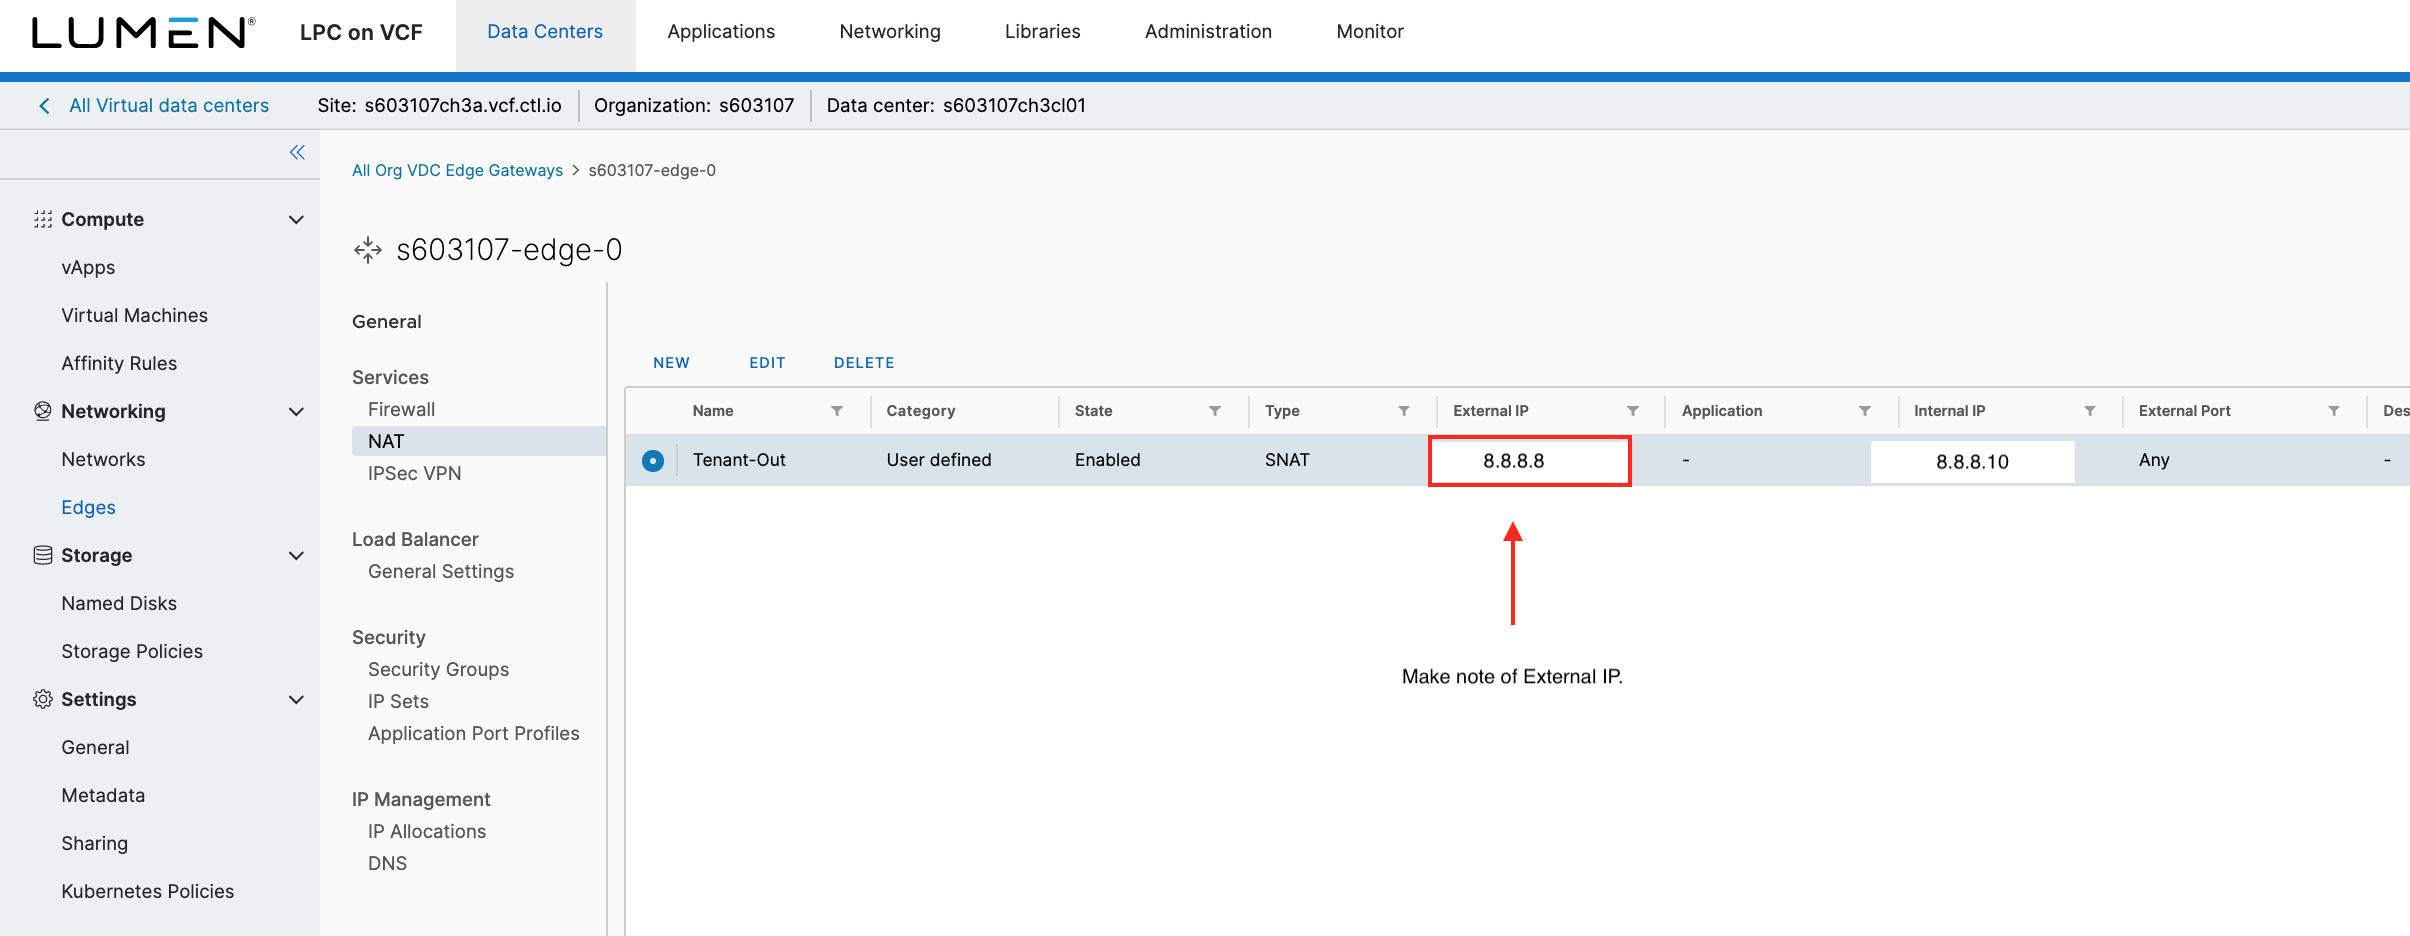 LUMEN® LPC on VCF Data Centers Applications Networking Libraries Administration Monitor
All Virtual data centers Site: s603107ch3a.vcf.ctl.io Organization: s603107 Data center: s603107ch3cl01
All Org VDC Edge Gateways > s603107-edge-0
s603107-edge-0
Compute
vApps
Virtual Machines
Affinity Rules
Networking
Networks
Edges
Storage
Named Disks
Storage Policies
Settings
General
Metadata
Sharing
Kubernetes Policies
General
Services
Firewall
NAT
IPSec VPN
Load Balancer
General Settings
Security
Security Groups
IP Sets
Application Port Profiles
IP Management
IP Allocations
DNS
NEW EDIT DELETE
Name Category State Type External IP Application Internal IP External Port Des
Tenant-Out User defined Enabled SNAT 8.8.8.8 - 8.8.8.10 Any -
Make note of External IP.